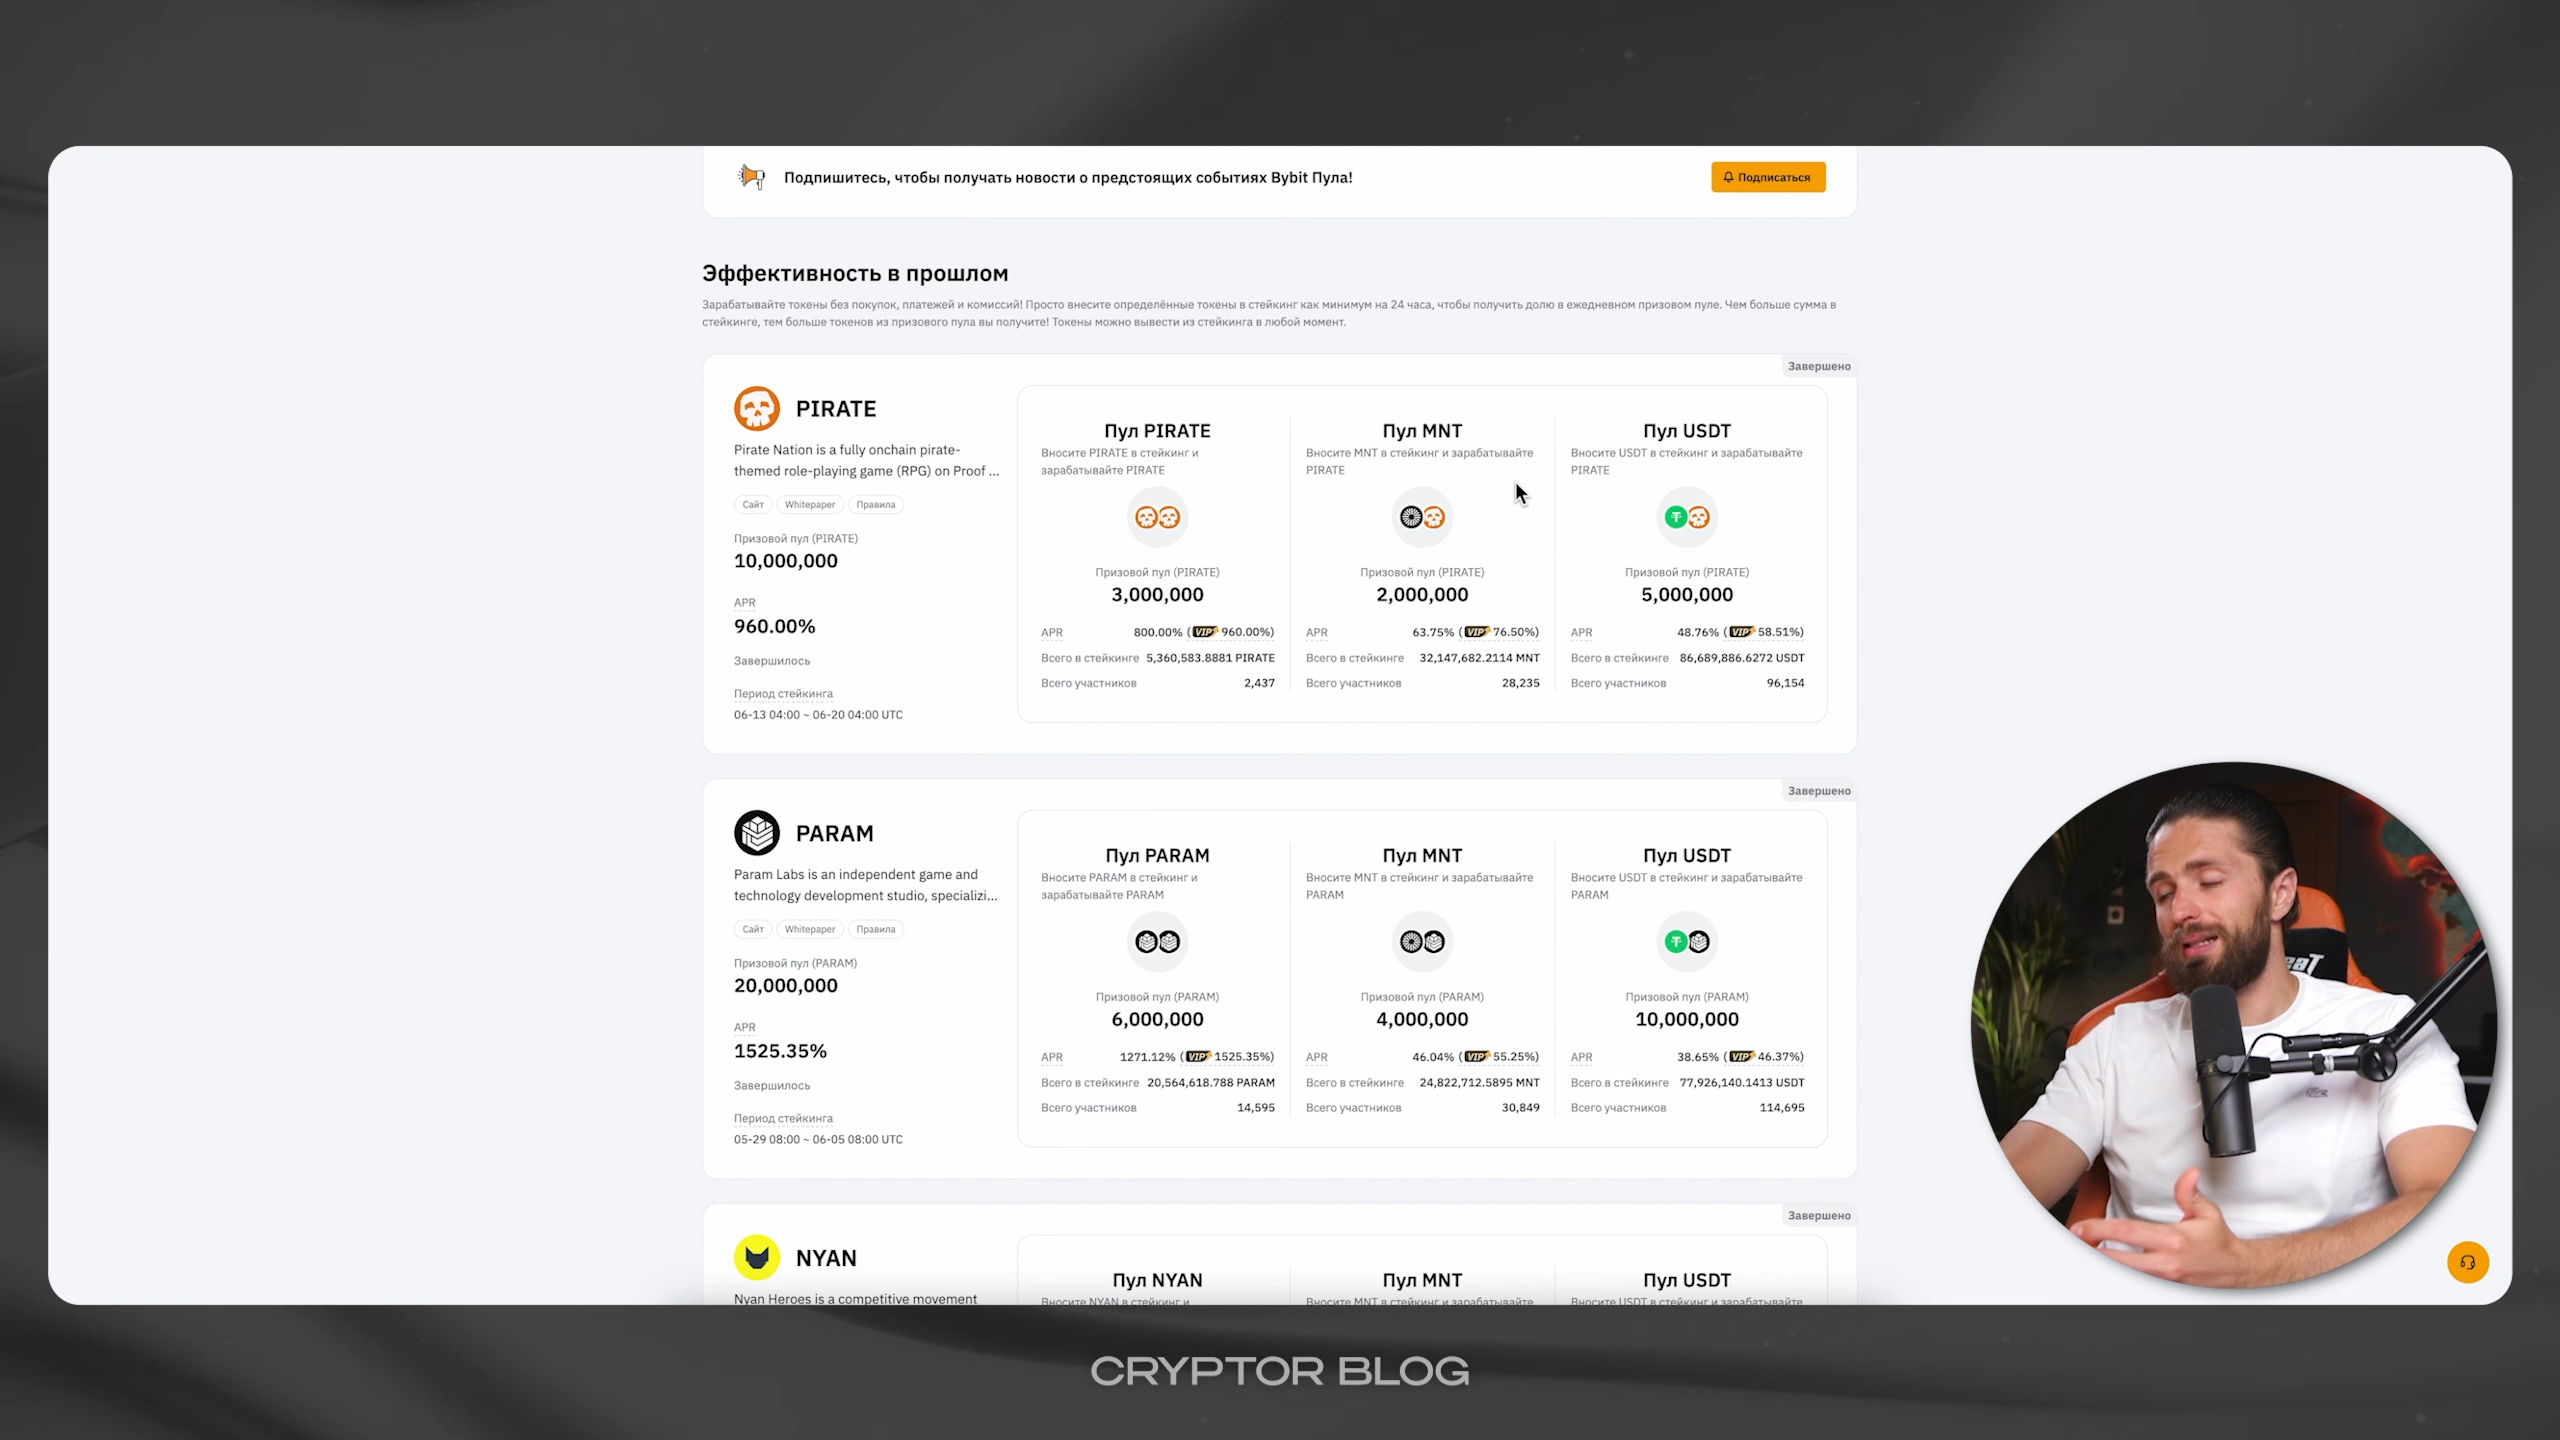 Подпишитесь, чтобы получать новости о предстоящих событиях Bybit Пула!
Подписаться
Эффективность в прошлом
Зарабатывайте токены без покупок, платежей и комиссий! Просто внесите определённые токены в стейкинг как минимум на 24 часа, чтобы получить долю в ежедневном призовом пуле. Чем больше сумма в
стейкинге, тем больше токенов из призового пула вы получите! Токены можно вывести из стейкинга в любой момент.
Завершено
PIRATE
Pirate Nation is a fully onchain pirate-
themed role-playing game (RPG) on Proof ...
Сайт Whitepaper Правила
Призовой пул (PIRATE)
10,000,000
APR
960.00%
Завершилось
Период стейкинга
06-13 04:00 ~ 06-20 04:00 UTC
Пул PIRATE
Вносите PIRATE в стейкинг и
зарабатывайте PIRATE
Призовой пул (PIRATE)
3,000,000
APR 800.00% (VIP 960.00%)
Всего в стейкинге 5,360,583.8881 PIRATE
Всего участников 2,437
Пул MNT
Вносите MNT в стейкинг и зарабатывайте
PIRATE
Призовой пул (PIRATE)
2,000,000
APR 63.75% (VIP 76.50%)
Всего в стейкинге 32,147,682.2114 MNT
Всего участников 28,235
Пул USDT
Вносите USDT в стейкинг и зарабатывайте
PIRATE
Призовой пул (PIRATE)
5,000,000
APR 48.76% (VIP 58.51%)
Всего в стейкинге 86,689,886.6272 USDT
Всего участников 96,154
Завершено
PARAM
Param Labs is an independent game and
technology development studio, specializi...
Сайт Whitepaper Правила
Призовой пул (PARAM)
20,000,000
APR
1525.35%
Завершилось
Период стейкинга
05-29 08:00 ~ 06-05 08:00 UTC
Пул PARAM
Вносите PARAM в стейкинг и
зарабатывайте PARAM
Призовой пул (PARAM)
6,000,000
APR 1271.12% (VIP 1525.35%)
Всего в стейкинге 20,564,618.788 PARAM
Всего участников 14,595
Пул MNT
Вносите MNT в стейкинг и зарабатывайте
PARAM
Призовой пул (PARAM)
4,000,000
APR 46.04% (VIP 55.25%)
Всего в стейкинге 24,822,712.5895 MNT
Всего участников 30,849
Пул USDT
Вносите USDT в стейкинг и зарабатывайте
PARAM
Призовой пул (PARAM)
10,000,000
APR 38.65% (VIP 46.37%)
Всего в стейкинге 77,926,140.1413 USDT
Всего участников 114,695
Завершено
NYAN
Nyan Heroes is a competitive movement
Пул NYAN
Вносите NYAN в стейкинг и
Пул MNT
Вносите MNT в стейкинг и зарабатывайте
Пул USDT
Вносите USDT в стейкинг и зарабатывайте
CRYPTOR BLOG